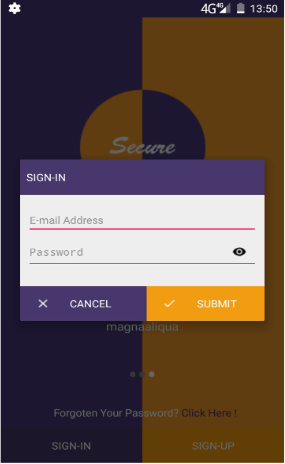 4G 4G 13:50
Secure
SIGN-IN
E-mail Address
Password
CANCEL SUBMIT
magnaaliqua
Forgoten Your Password? Click Here !
SIGN-IN SIGN-UP